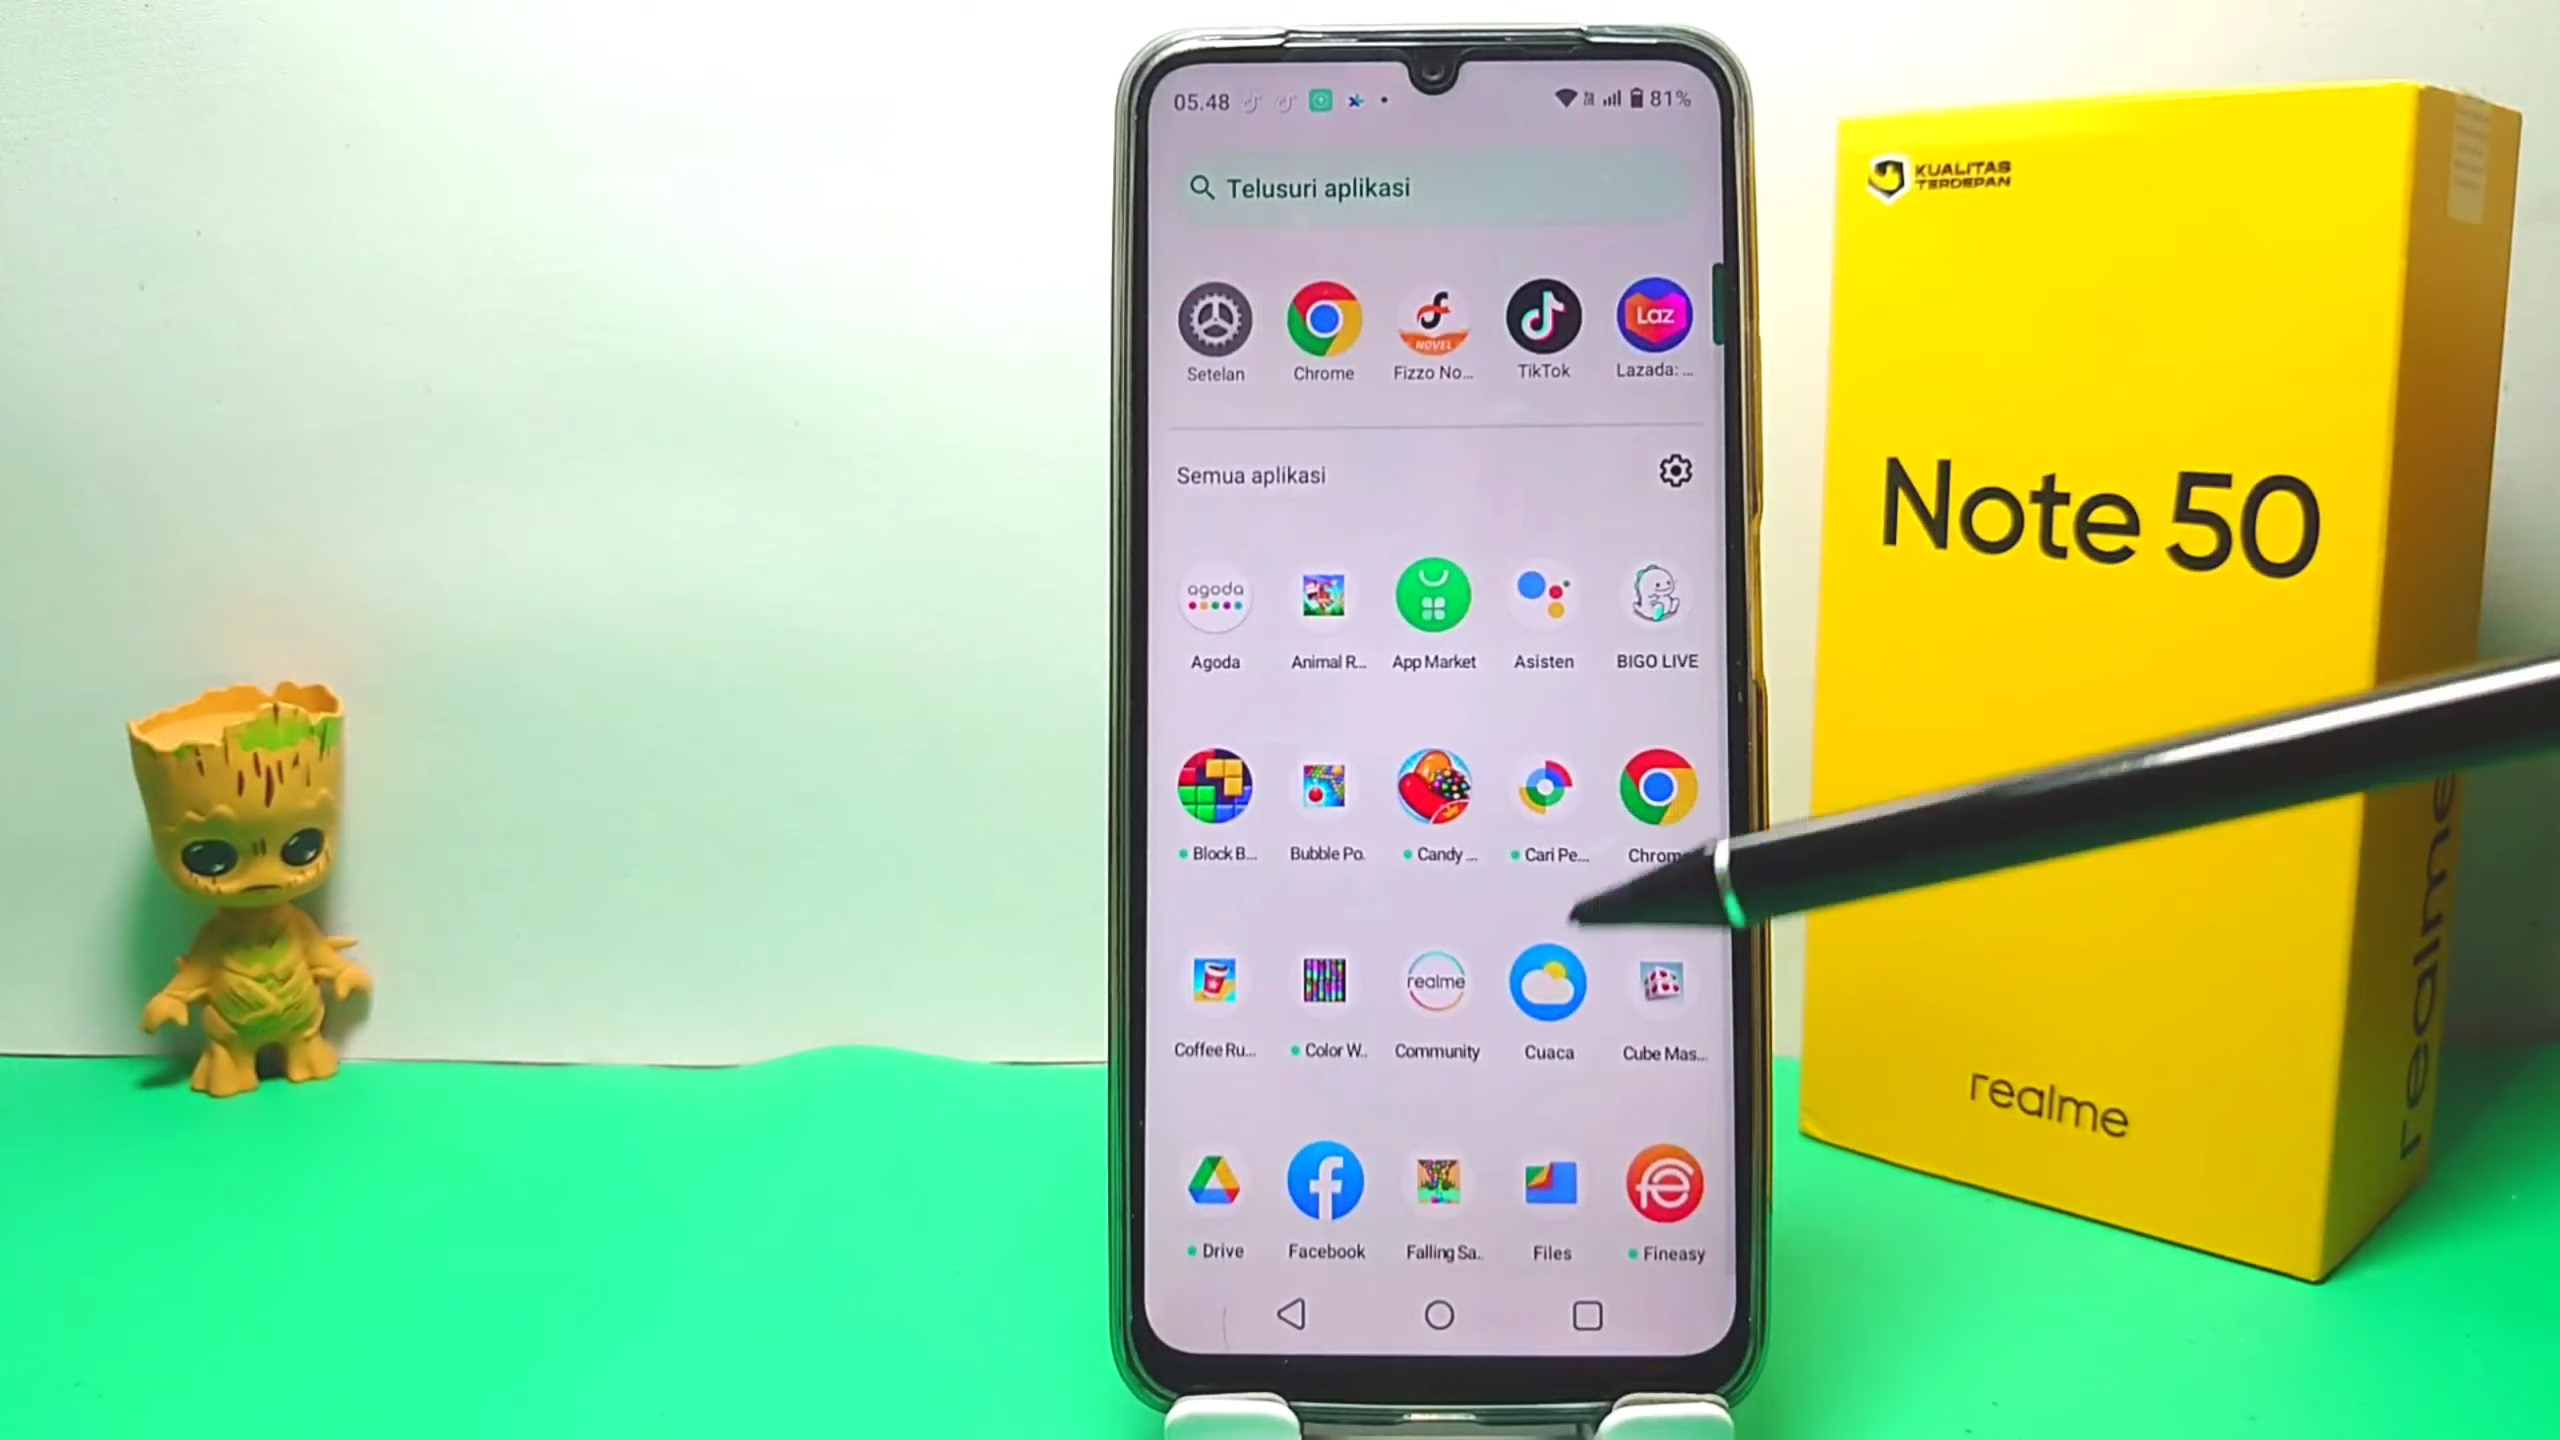 05.48
81%
Telusuri aplikasi
Laz
NOVEL
Setelan
Chrome
Fizzo No...
TikTok
Lazada: ...
Semua aplikasi
agoda
Agoda
Animal R...
App Market
Asisten
BIGO LIVE
Block B...
Bubble Po.
Candy ...
Cari Pe...
Chrom
realme
Coffee Ru...
Color W..
Community
Cuaca
Cube Mas...
Drive
Facebook
Falling Sa..
Files
Fineasy
KUALITAS
TERDEPAN
Note 50
realme
realme